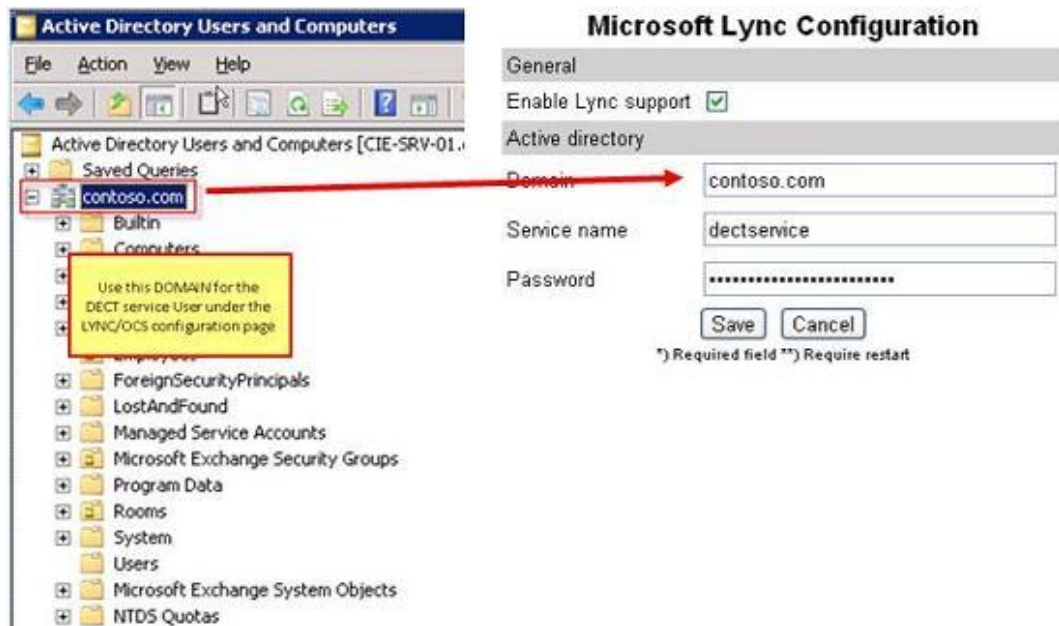 Active Directory Users and Computers
File Action View Help
Active Directory Users and Computers [CIE-SRV-01.
Saved Queries
contoso.com
Builtin
Computers
Use this DOMAIN for the
DECT service User under the
LYNC/OCS configuration page
Employees
ForeignSecurityPrincipals
LostAndFound
Managed Service Accounts
Microsoft Exchange Security Groups
Program Data
Rooms
System
Users
Microsoft Exchange System Objects
NTDS Quotas
Microsoft Lync Configuration
General
Enable Lync support
Active directory
Domain
contoso.com
Service name
dectservice
Password
••••••••••••••••••••••••
Save Cancel
*) Required field **) Require restart